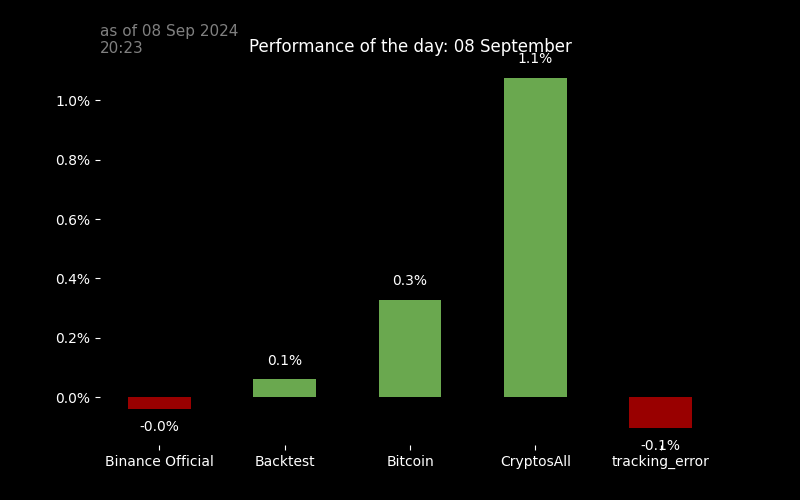 as of 08 Sep 2024
20:23
Performance of the day: 08 September
1.1%
1.0%
0.8%
0.6%
0.4%
0.3%
0.2%
0.1%
0.0%
-0.0%
-0.1%
Binance Official
Backtest
Bitcoin
CryptosAll
tracking_error